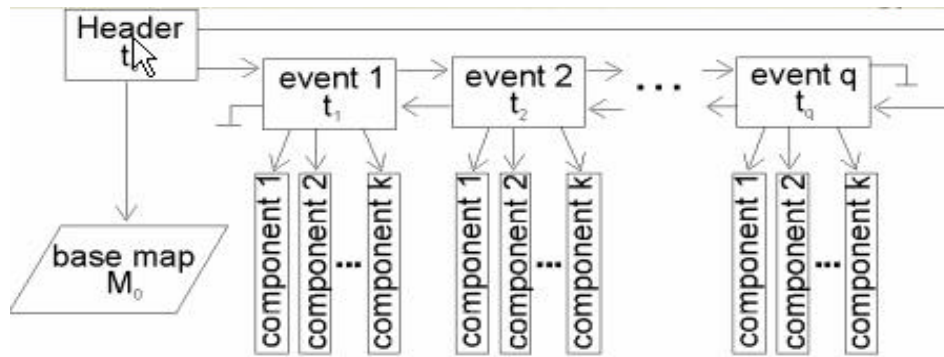 Header
t
event 1
t₁
event 2
t₂
...
event q
t_q
base map
M₀
component 1
component 2
...
component k
component 1
component 2
...
component k
component 1
component 2
...
component k